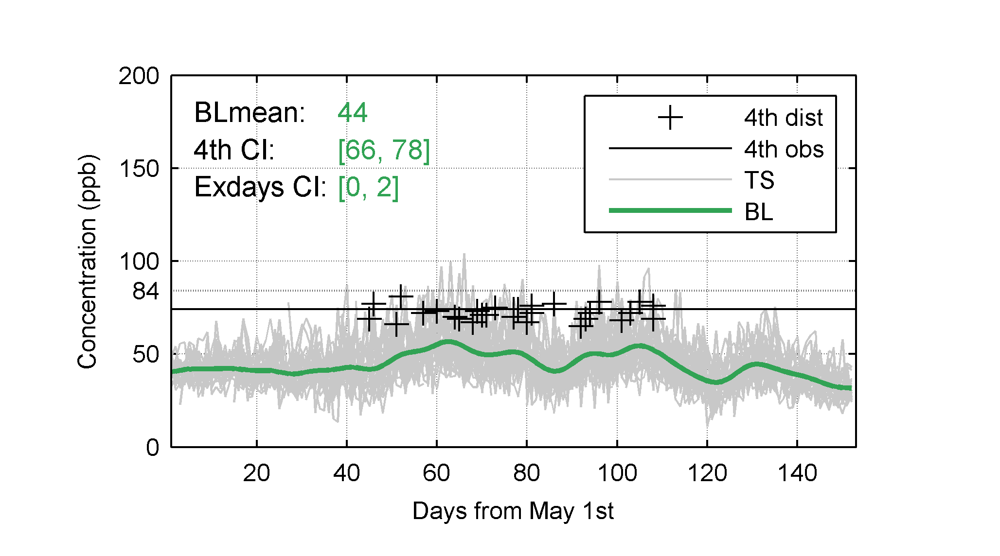 200
150
100
84
50
0
Concentration (ppb)
BLmean: 44
4th CI: [66, 78]
Exdays CI: [0, 2]
4th dist
4th obs
TS
BL
20 40 60 80 100 120 140
Days from May 1st